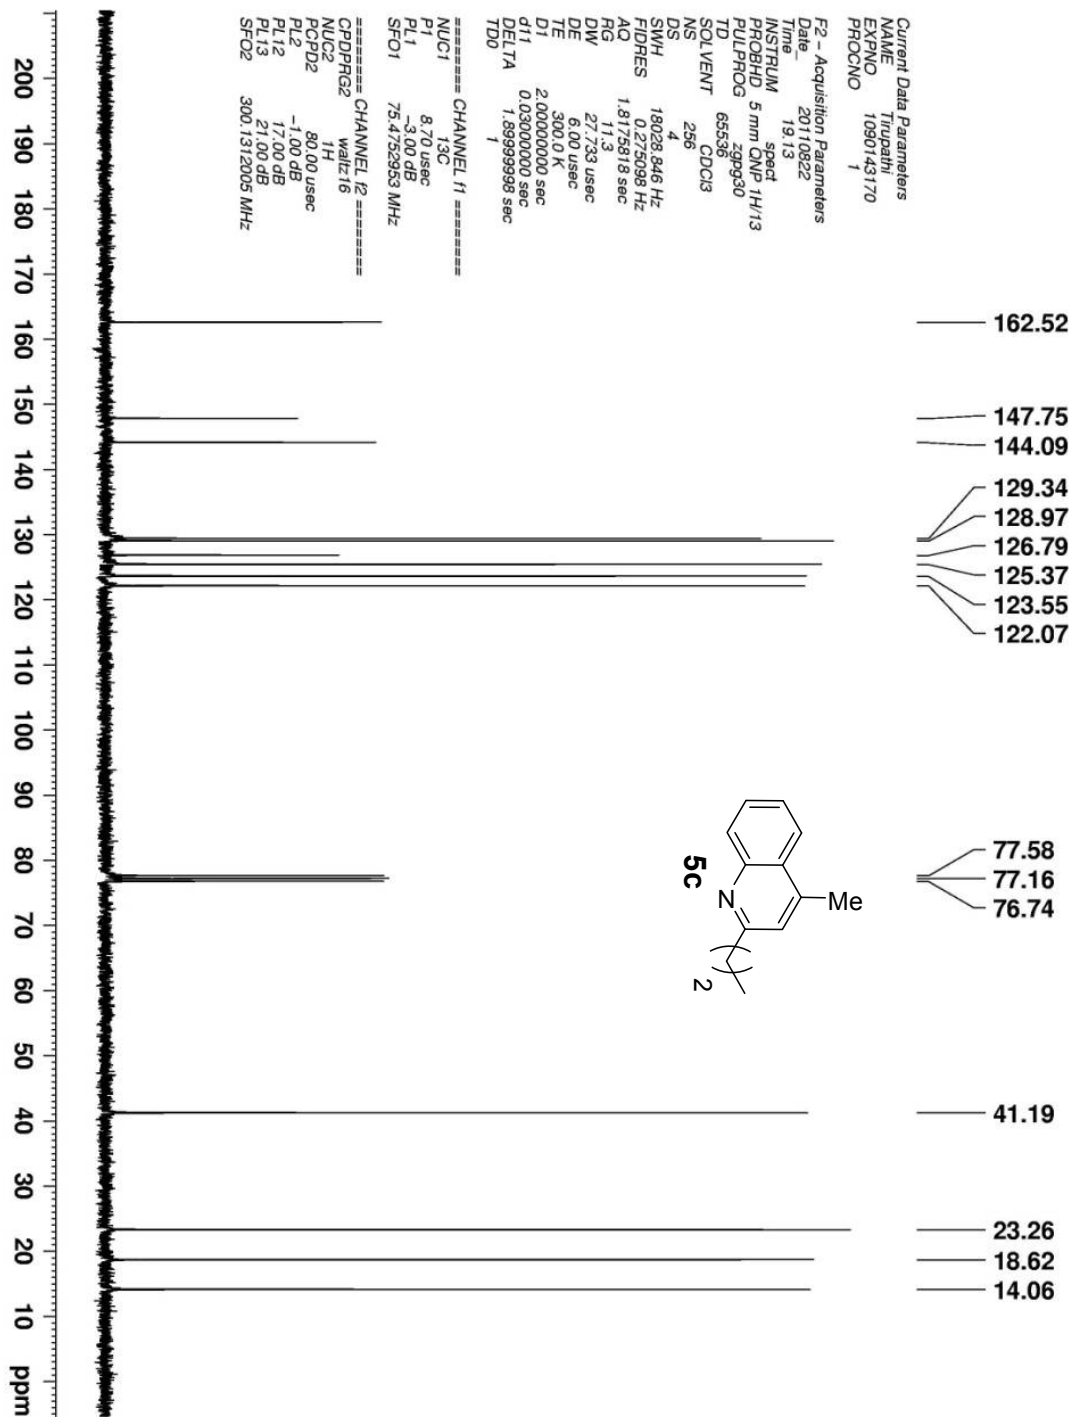 Current Data Parameters
NAME Tirupathi
EXPNO 1090143170
PROCNO 1
F2 - Acquisition Parameters
Date_ 20110822
Time 19.13
INSTRUM spect
PROBHD 5 mm QNP 1H/13
PULPROG zgpg30
TD 65536
SOLVENT CDCl3
NS 256
DS 4
SWH 18028.846 Hz
FIDRES 0.275098 Hz
AQ 1.8175818 sec
RG 11.3
DW 27.733 usec
DE 6.00 usec
TE 300.0 K
D1 2.00000000 sec
d11 0.03000000 sec
DELTA 1.89999998 sec
TD0 1
======== CHANNEL f1 ========
NUC1 13C
P1 8.70 usec
PL1 -3.00 dB
SFO1 75.4752953 MHz
======== CHANNEL f2 ========
CPDPRG2 waltz16
NUC2 1H
PCPD2 80.00 usec
PL2 -1.00 dB
PL12 17.00 dB
PL13 21.00 dB
SFO2 300.1312005 MHz
162.52
147.75
144.09
129.34
128.97
126.79
125.37
123.55
122.07
77.58
77.16
76.74
41.19
23.26
18.62
14.06
Me
N
2
5c
200 190 180 170 160 150 140 130 120 110 100 90 80 70 60 50 40 30 20 10 ppm